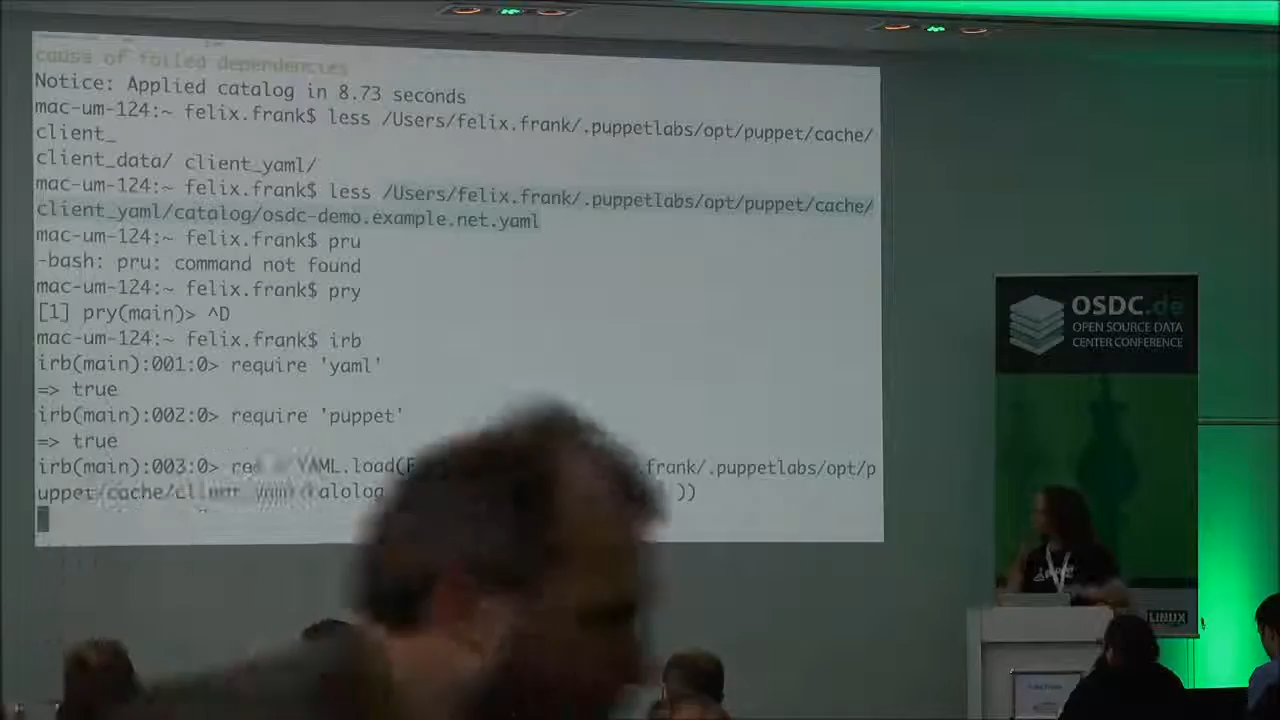 cause of failed dependencies
Notice: Applied catalog in 8.73 seconds
mac-um-124:~ felix.frank$ less /Users/felix.frank/.puppetlabs/opt/puppet/cache/
client_
client_data/ client_yaml/
mac-um-124:~ felix.frank$ less /Users/felix.frank/.puppetlabs/opt/puppet/cache/
client_yaml/catalog/osdc-demo.example.net.yaml
mac-um-124:~ felix.frank$ pru
-bash: pru: command not found
mac-um-124:~ felix.frank$ pry
[1] pry(main)> ^D
mac-um-124:~ felix.frank$ irb
irb(main):001:0> require 'yaml'
=> true
irb(main):002:0> require 'puppet'
=> true
irb(main):003:0> YAML.load( .frank/.puppetlabs/opt/p
uppet/cache/ ))
OSDC.de
OPEN SOURCE DATA
CENTER CONFERENCE
LINUX